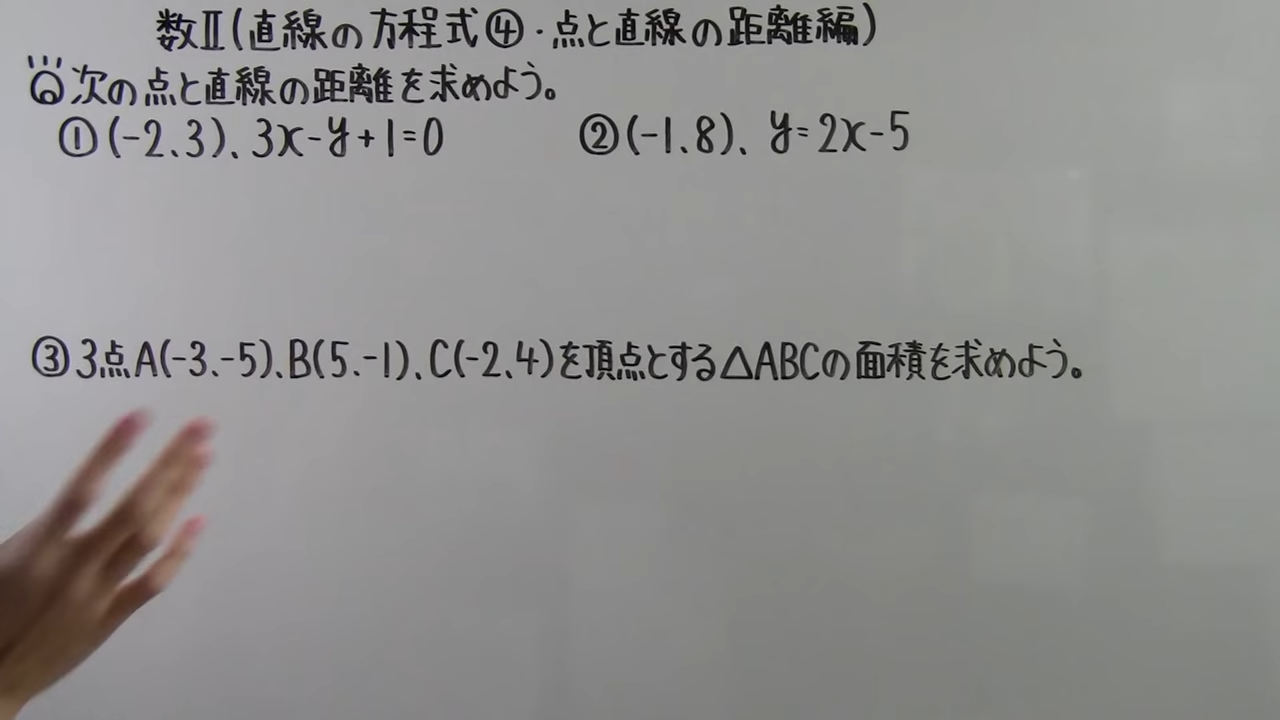 数Ⅱ(直線の方程式④・点と直線の距離編)
Q次の点と直線の距離を求めよう。
①(-2、3)、3x-y+1=0 ②(-1、8)、y=2x-5
③3点A(-3、-5)、B(5、-1)、C(-2、4)を頂点とする△ABCの面積を求めよう。